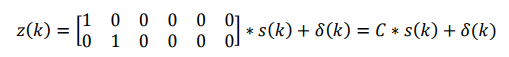 z(k) = [1 0 0 0 0 0; 0 1 0 0 0 0] * s(k) + δ(k) = C * s(k) + δ(k)